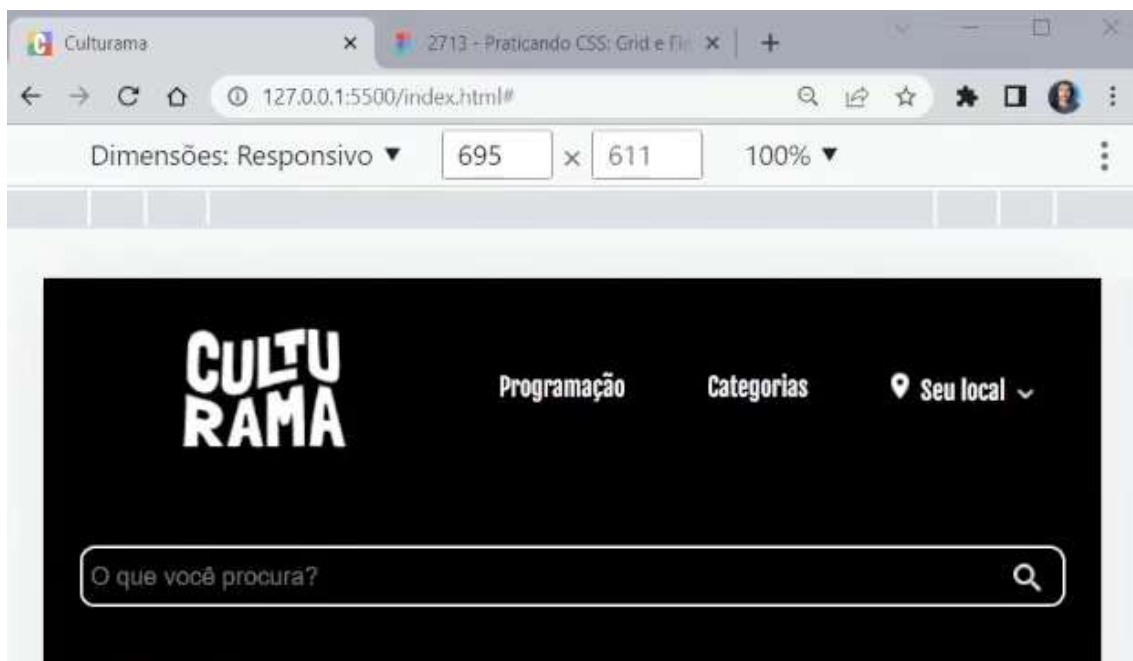 Culturama
2713 - Praticando CSS: Grid e
127.0.0.1:5500/index.html#
Dimensões: Responsivo ▼ 695 × 611 100% ▼
CULTU
RAMA
Programação Categorias Seu local
O que você procura?